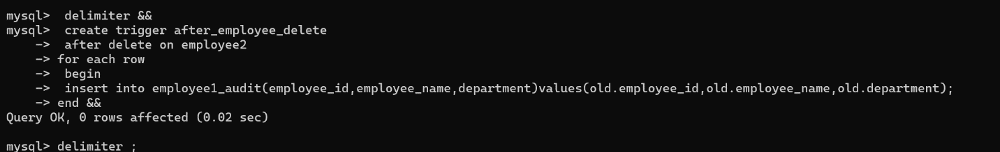 mysql>  delimiter &&
mysql>  create trigger after_employee_delete
    ->  after delete on employee2
    -> for each row
    ->  begin
    ->  insert into employee1_audit(employee_id,employee_name,department)values(old.employee_id,old.employee_name,old.department);
    -> end &&
Query OK, 0 rows affected (0.02 sec)

mysql> delimiter ;